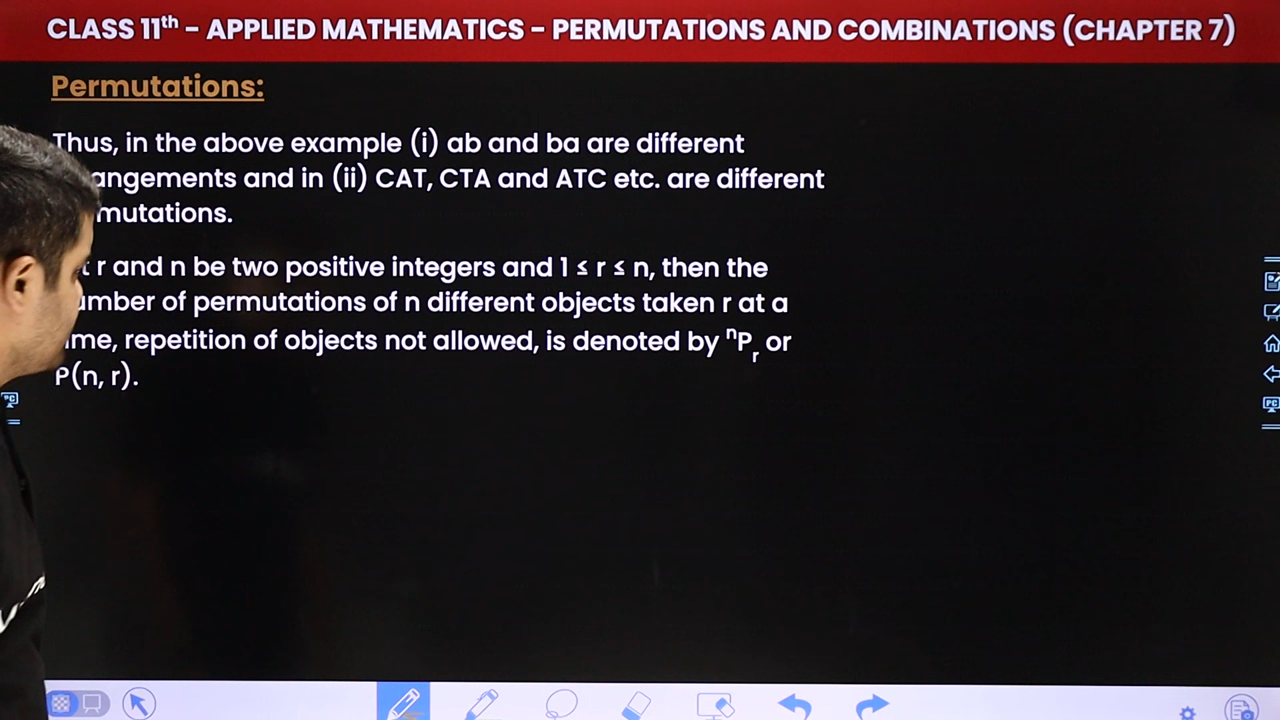 CLASS 11th - APPLIED MATHEMATICS - PERMUTATIONS AND COMBINATIONS (CHAPTER 7)
Permutations:
Thus, in the above example (i) ab and ba are different
angements and in (ii) CAT, CTA and ATC etc. are different
mutations.
t r and n be two positive integers and 1 ≤ r ≤ n, then the
umber of permutations of n different objects taken r at a
ime, repetition of objects not allowed, is denoted by ⁿPᵣ or
P(n, r).
PC
PC